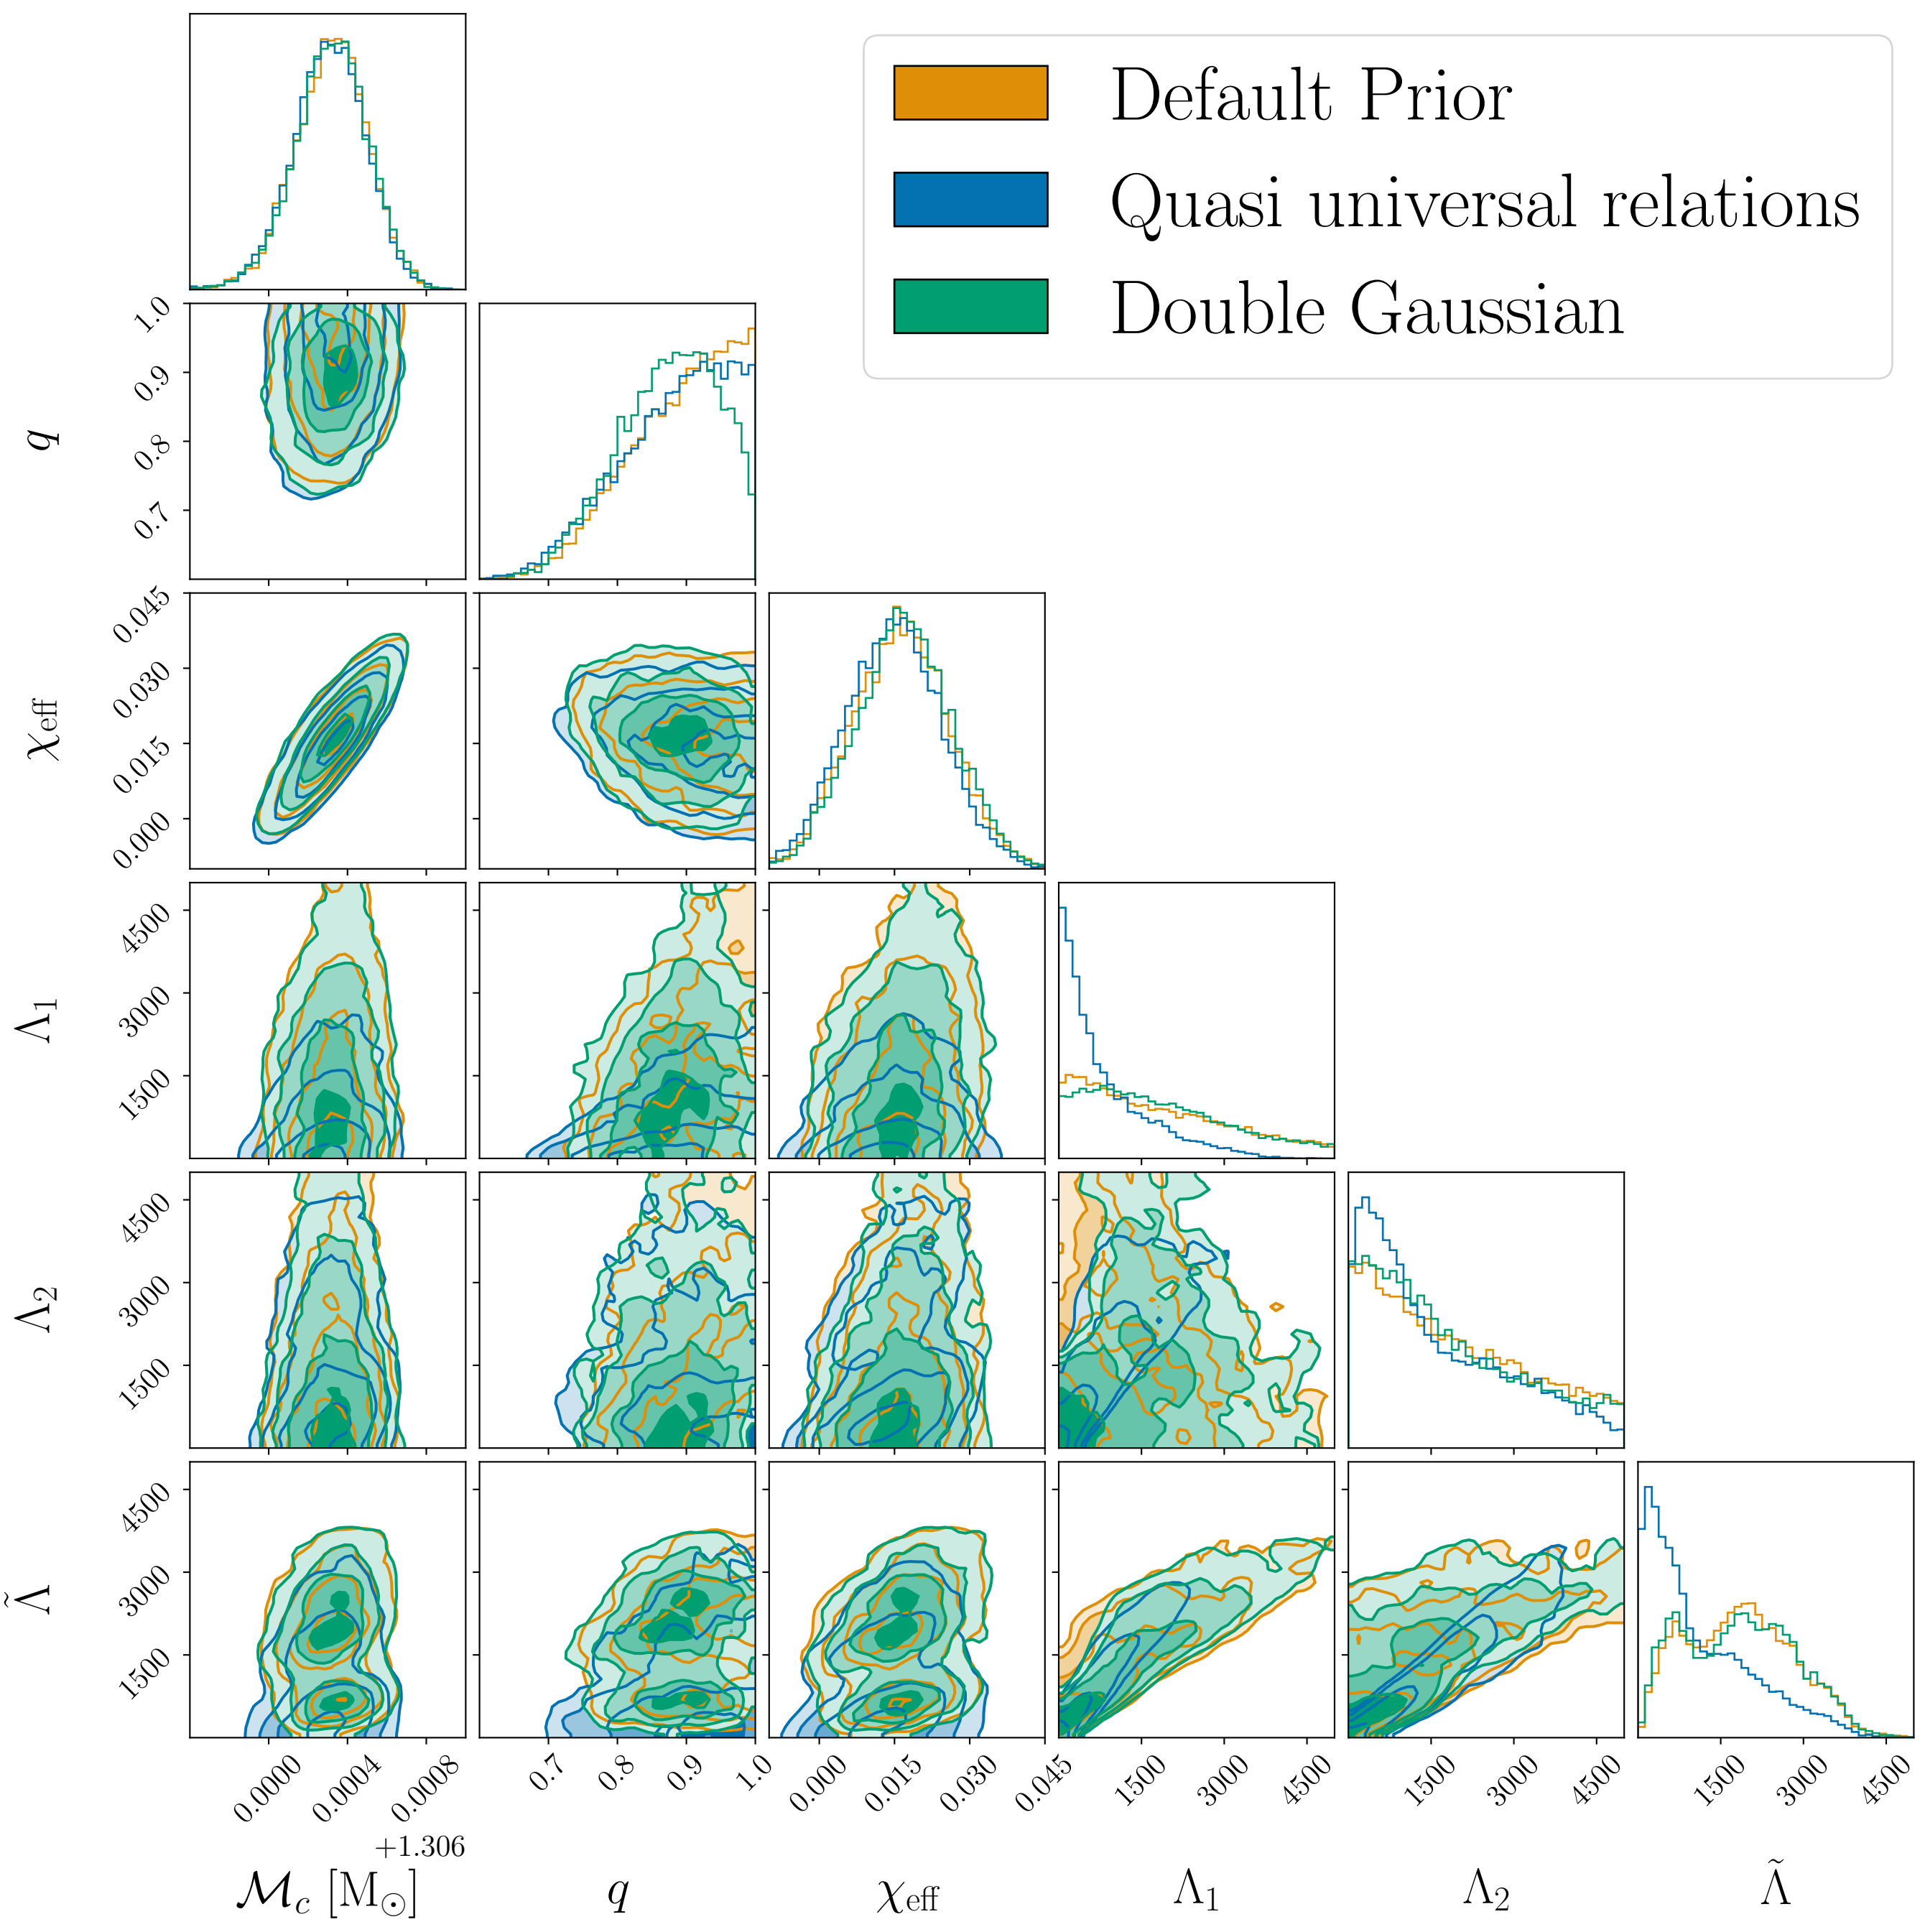 Default Prior
Quasi universal relations
Double Gaussian
1.0
0.9
0.8
0.7
q
0.045
0.030
0.015
0.000
χeff
4500
3000
1500
Λ1
4500
3000
1500
Λ2
4500
3000
1500
Λ̃
0.0000 0.0004 0.0008
0.7 0.8 0.9 1.0
0.000 0.015 0.030 0.045
1500 3000 4500
1500 3000 4500
1500 3000 4500
+1.306
ℳc [M⊙] q χeff Λ1 Λ2 Λ̃